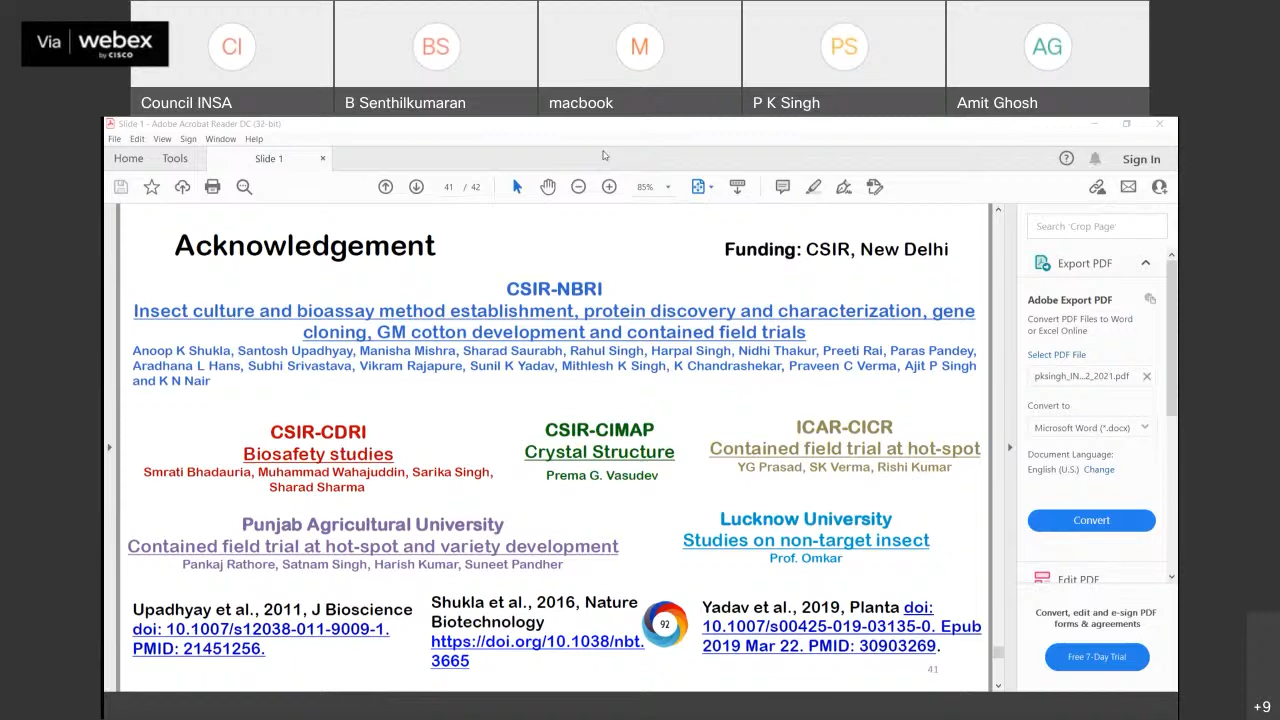 Via webex
by CISCO
CI
BS
M
PS
AG
Council INSA
B Senthilkumaran
macbook
P K Singh
Amit Ghosh
Slide 1 - Adobe Acrobat Reader DC (32-bit)
File Edit View Sign Window Help
Home Tools Slide 1 × Sign In
41 / 42 85%
Acknowledgement
Funding: CSIR, New Delhi
CSIR-NBRI
Insect culture and bioassay method establishment, protein discovery and characterization, gene
cloning, GM cotton development and contained field trials
Anoop K Shukla, Santosh Upadhyay, Manisha Mishra, Sharad Saurabh, Rahul Singh, Harpal Singh, Nidhi Thakur, Preeti Rai, Paras Pandey,
Aradhana L Hans, Subhi Srivastava, Vikram Rajapure, Sunil K Yadav, Mithlesh K Singh, K Chandrashekar, Praveen C Verma, Ajit P Singh
and K N Nair
CSIR-CDRI
Biosafety studies
Smrati Bhadauria, Muhammad Wahajuddin, Sarika Singh,
Sharad Sharma
CSIR-CIMAP
Crystal Structure
Prema G. Vasudev
ICAR-CICR
Contained field trial at hot-spot
YG Prasad, SK Verma, Rishi Kumar
Punjab Agricultural University
Contained field trial at hot-spot and variety development
Pankaj Rathore, Satnam Singh, Harish Kumar, Suneet Pandher
Lucknow University
Studies on non-target insect
Prof. Omkar
Upadhyay et al., 2011, J Bioscience
doi: 10.1007/s12038-011-9009-1.
PMID: 21451256.
Shukla et al., 2016, Nature
Biotechnology
https://doi.org/10.1038/nbt.
3665
92
Yadav et al., 2019, Planta doi:
10.1007/s00425-019-03135-0. Epub
2019 Mar 22. PMID: 30903269.
41
Search 'Crop Page'
Export PDF
Adobe Export PDF
Convert PDF Files to Word
or Excel Online
Select PDF File
pksingh_IN...2_2021.pdf
Convert to
Microsoft Word (*.docx)
Document Language:
English (U.S.) Change
Convert
Edit PDF
Convert, edit and e-sign PDF
forms & agreements
Free 7-Day Trial
+9